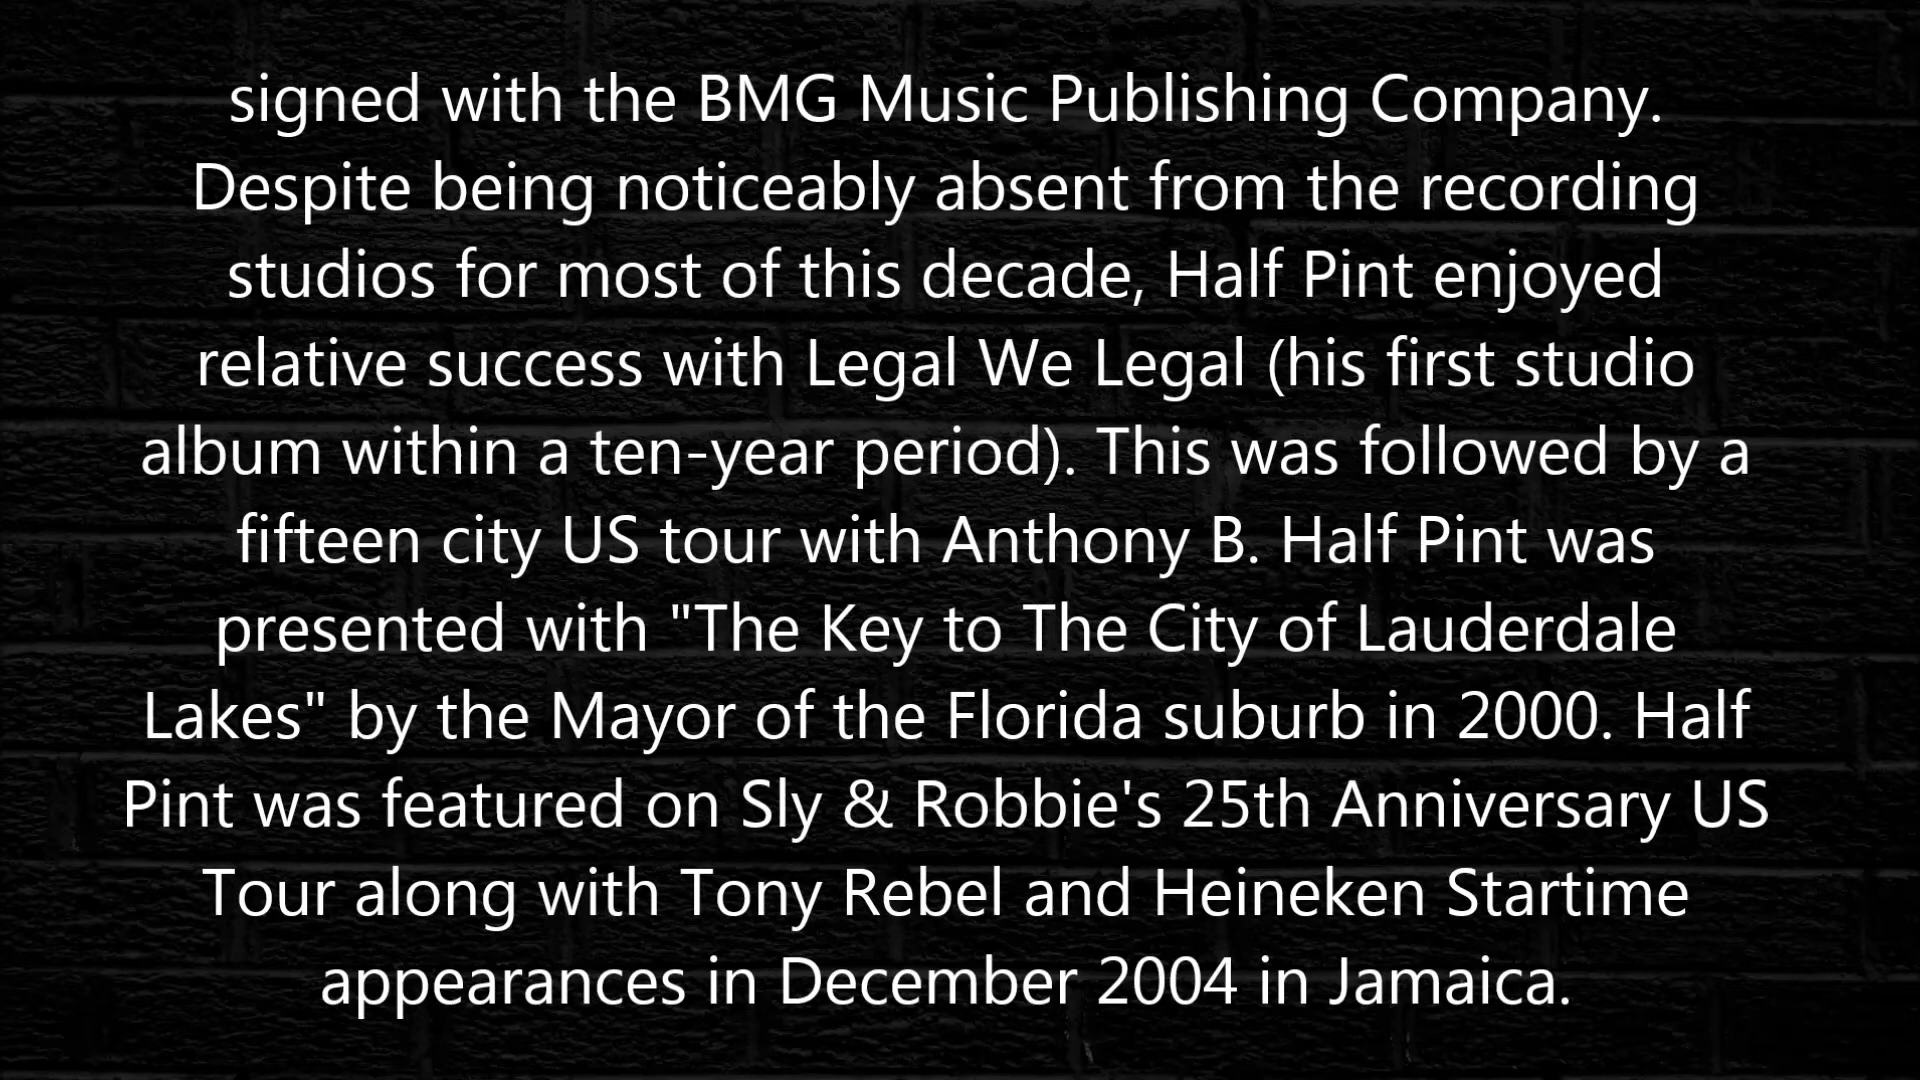 signed with the BMG Music Publishing Company.
Despite being noticeably absent from the recording
studios for most of this decade, Half Pint enjoyed
relative success with Legal We Legal (his first studio
album within a ten-year period). This was followed by a
fifteen city US tour with Anthony B. Half Pint was
presented with "The Key to The City of Lauderdale
Lakes" by the Mayor of the Florida suburb in 2000. Half
Pint was featured on Sly & Robbie's 25th Anniversary US
Tour along with Tony Rebel and Heineken Startime
appearances in December 2004 in Jamaica.